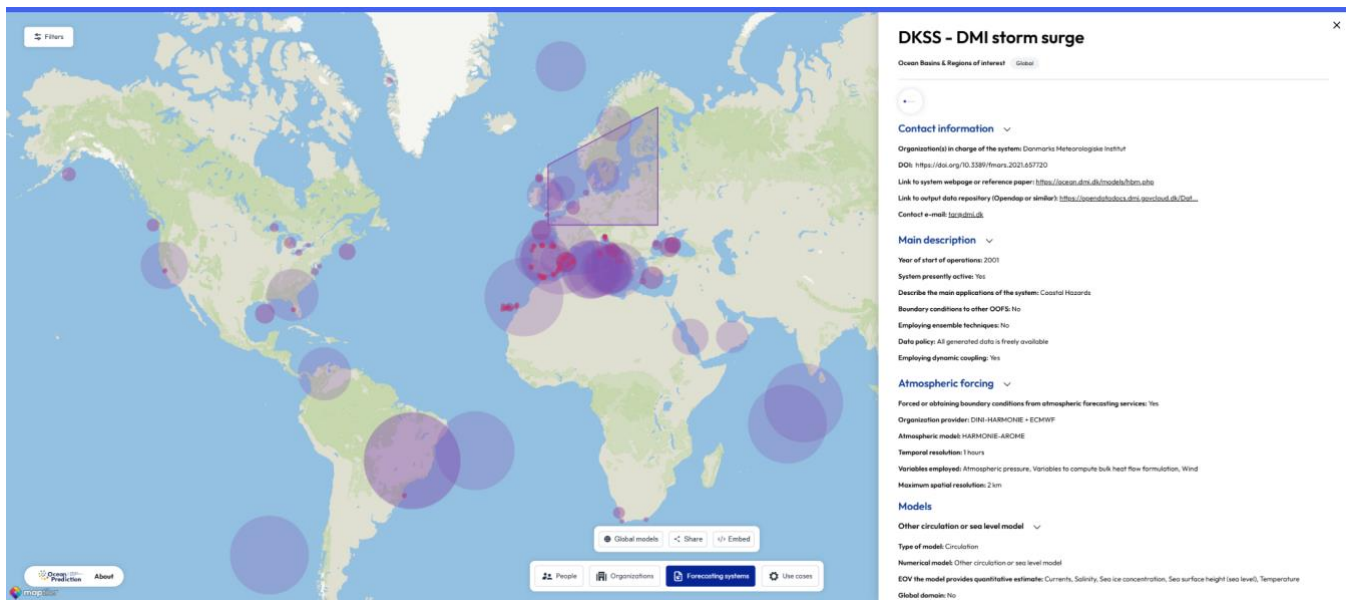 Filters
DKSS - DMI storm surge
Ocean Basins & Regions of interest Global
Contact information
Organization(s) in charge of the system: Danmarks Meteorologiske Institut
DOI: https://doi.org/10.3389/fmars.2021.657720
Link to system webpage or reference paper: https://ocean.dmi.dk/models/hbm.php
Link to output data repository (Opendap or similar): https://opendatadocs.dmi.govcloud.dk/Dat...
Contact e-mail: tar@dmi.dk
Main description
Year of start of operations: 2001
System presently active: Yes
Describe the main applications of the system: Coastal Hazards
Boundary conditions to other OOFS: No
Employing ensemble techniques: No
Data policy: All generated data is freely available
Employing dynamic coupling: Yes
Atmospheric forcing
Forced or obtaining boundary conditions from atmospheric forecasting services: Yes
Organization provider: DINI-HARMONIE + ECMWF
Atmospheric model: HARMONIE-AROME
Temporal resolution: 1 hours
Variables employed: Atmospheric pressure, Variables to compute bulk heat flow formulation, Wind
Maximum spatial resolution: 2 km
Models
Other circulation or sea level model
Type of model: Circulation
Numerical model: Other circulation or sea level model
EOV the model provides quantitative estimate: Currents, Salinity, Sea ice concentration, Sea surface height (sea level), Temperature
Global domain: No
Global models Share Embed
People Organizations Forecasting systems Use cases
Ocean Prediction About